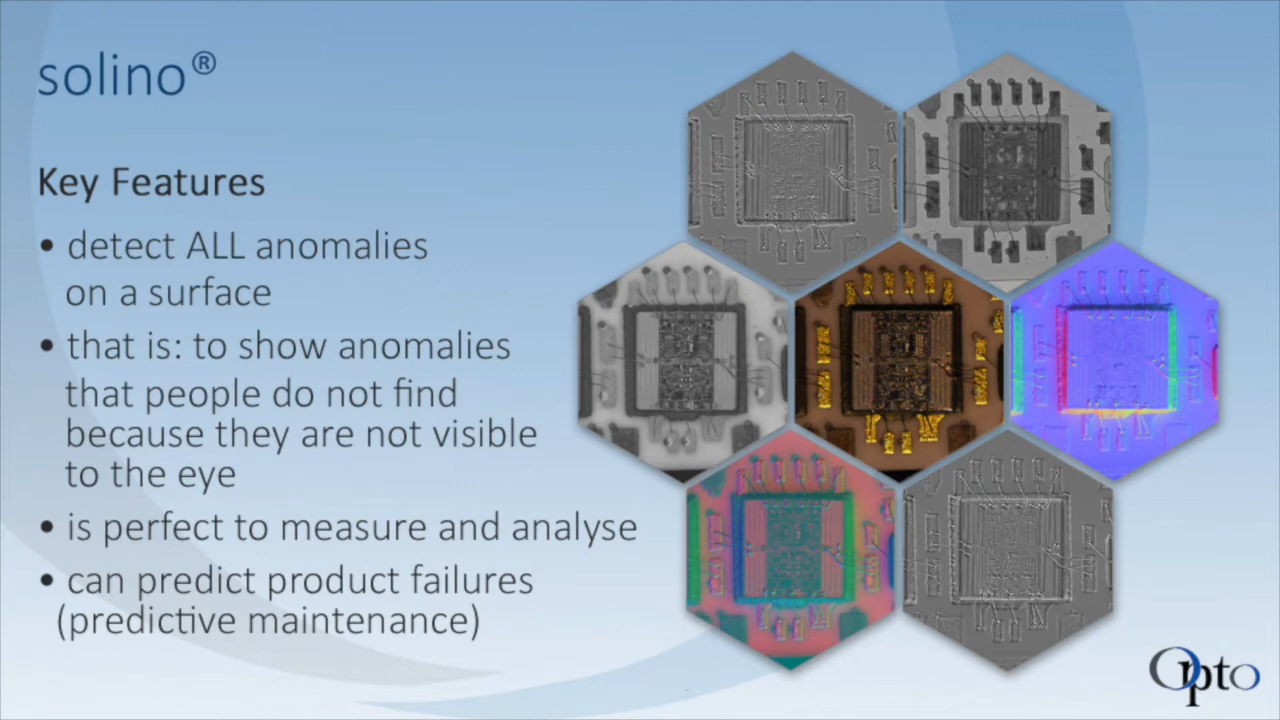 solino®
Key Features
• detect ALL anomalies
on a surface
• that is: to show anomalies
that people do not find
because they are not visible
to the eye
• is perfect to measure and analyse
• can predict product failures
(predictive maintenance)
Opto